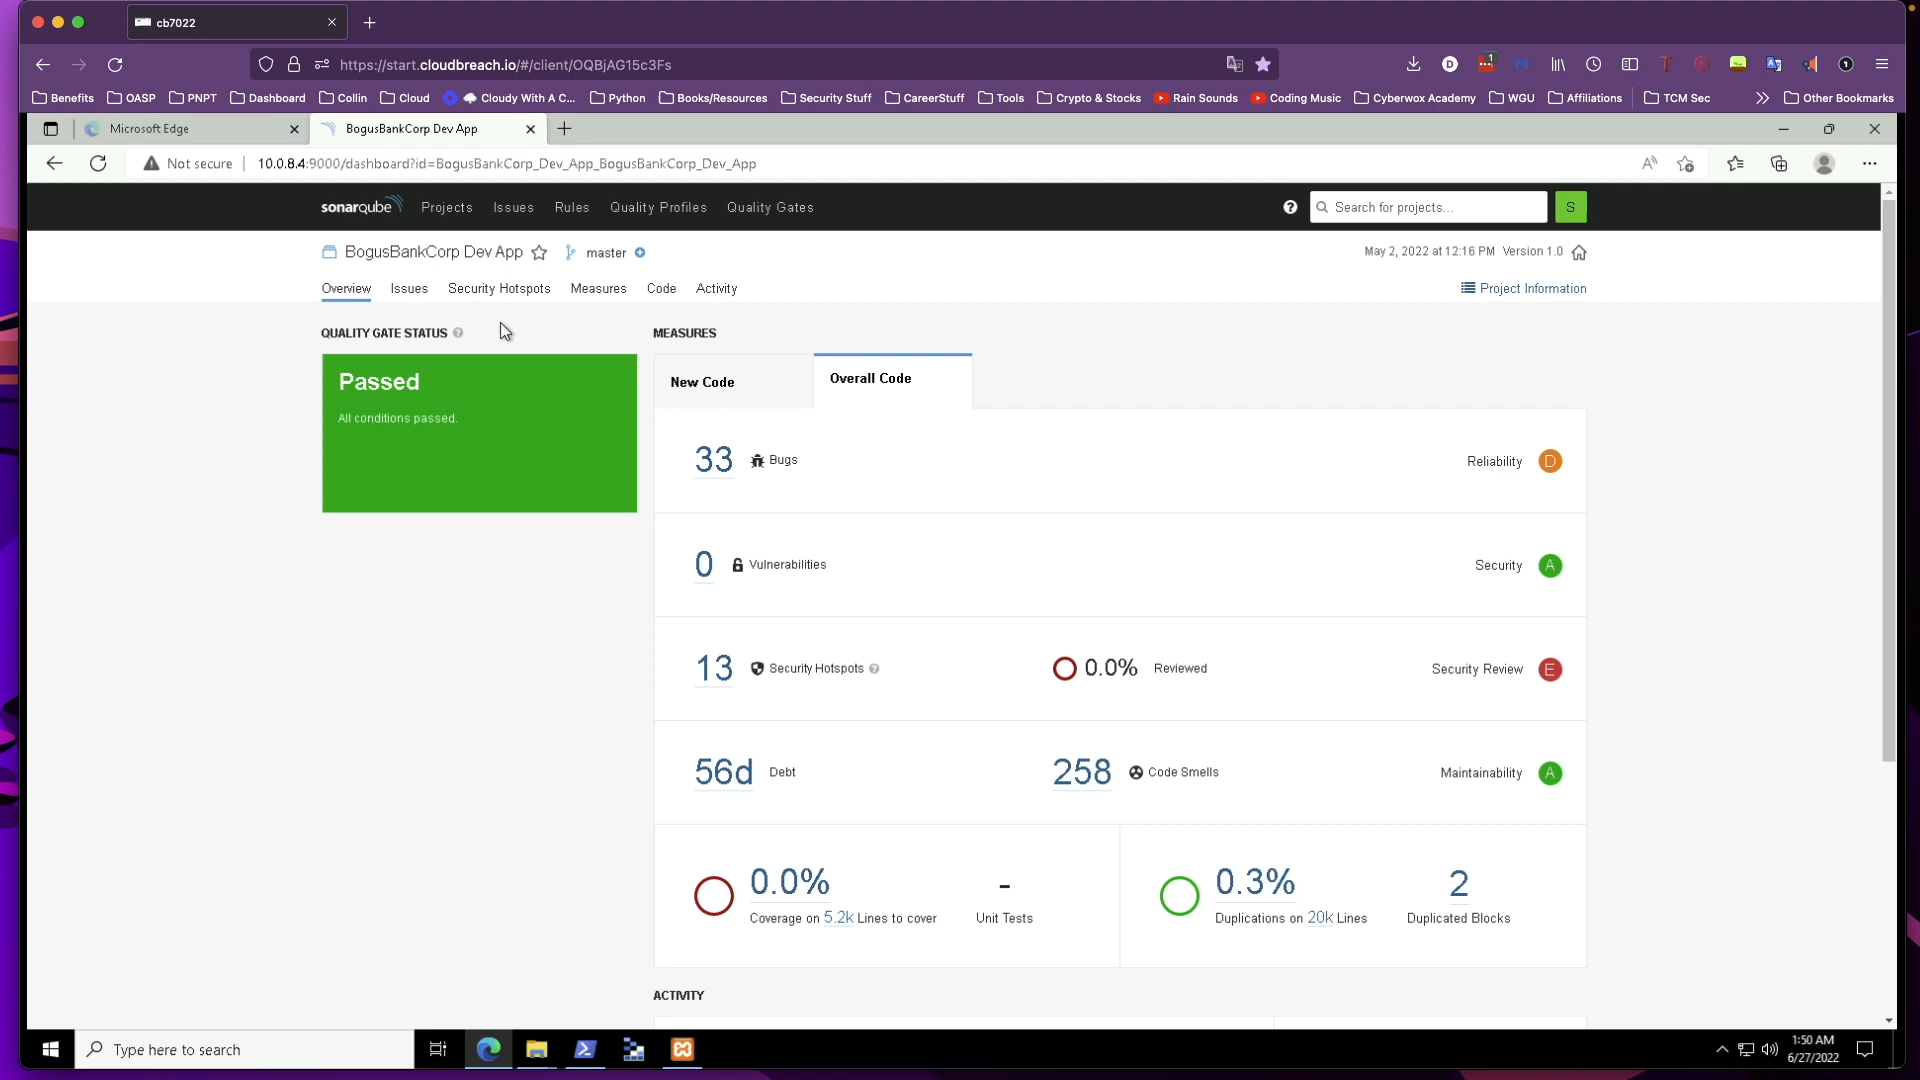 cb7022
https://start.cloudbreach.io/#/client/OQBjAG15c3Fs
1
D
1
Benefits OASP PNPT Dashboard Collin Cloud Cloudy With A C... Python Books/Resources Security Stuff CareerStuff Tools Crypto & Stocks Rain Sounds Coding Music Cyberwox Academy WGU Affiliations TCM Sec Other Bookmarks
Microsoft Edge BogusBankCorp Dev App
Not secure 10.0.8.4:9000/dashboard?id=BogusBankCorp_Dev_App_BogusBankCorp_Dev_App
sonarqube Projects Issues Rules Quality Profiles Quality Gates Search for projects... S
BogusBankCorp Dev App master May 2, 2022 at 12:16 PM Version 1.0
Overview Issues Security Hotspots Measures Code Activity Project Information
QUALITY GATE STATUS MEASURES
Passed
All conditions passed.
New Code Overall Code
33 Bugs Reliability D
0 Vulnerabilities Security A
13 Security Hotspots 0.0% Reviewed Security Review E
56d Debt 258 Code Smells Maintainability A
0.0% - 0.3% 2
Coverage on 5.2k Lines to cover Unit Tests Duplications on 20k Lines Duplicated Blocks
ACTIVITY
Type here to search
1:50 AM
6/27/2022